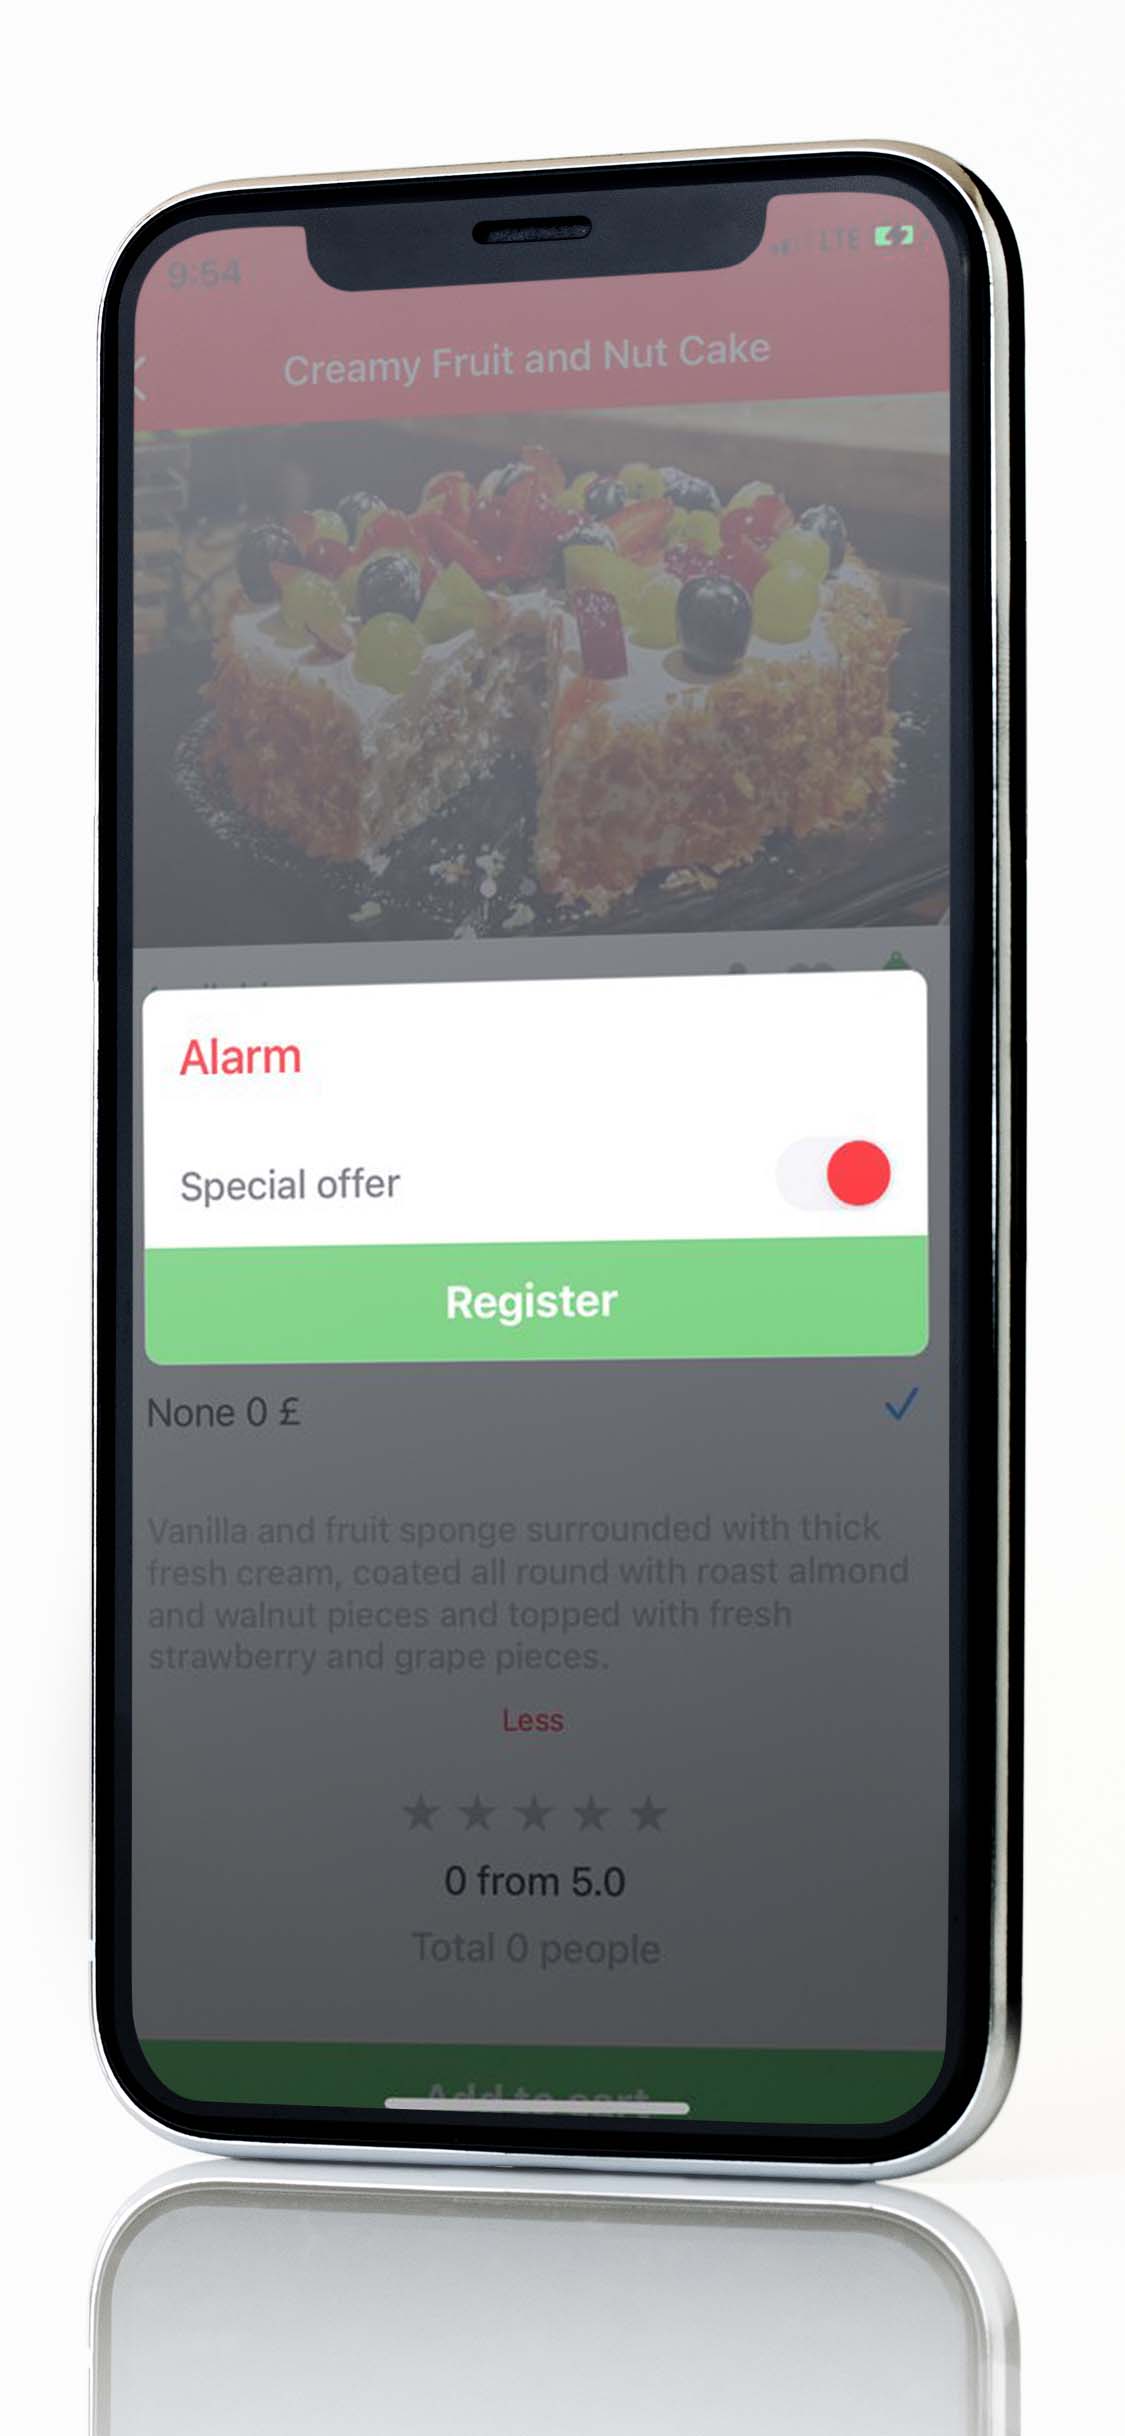 9:54
LTE
Creamy Fruit and Nut Cake
Alarm
Special offer
Register
None 0 £
Vanilla and fruit sponge surrounded with thick
fresh cream, coated all round with roast almond
and walnut pieces and topped with fresh
strawberry and grape pieces.
Less
0 from 5.0
Total 0 people
Add to cart